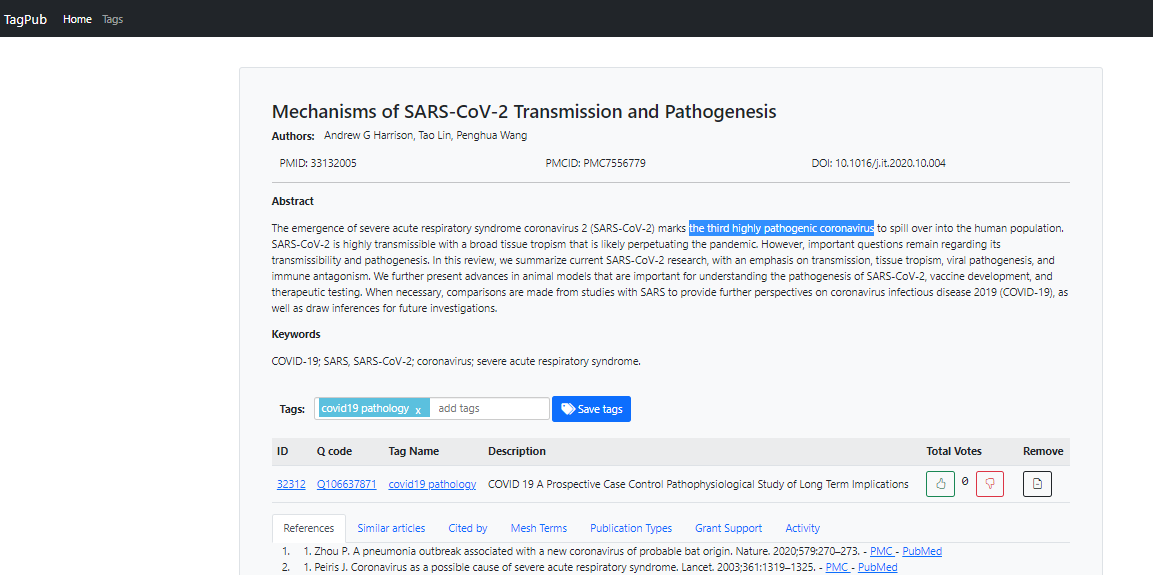 TagPub Home Tags
Mechanisms of SARS-CoV-2 Transmission and Pathogenesis
Authors: Andrew G Harrison, Tao Lin, Penghua Wang
PMID: 33132005 PMCID: PMC7556779 DOI: 10.1016/j.it.2020.10.004
Abstract
The emergence of severe acute respiratory syndrome coronavirus 2 (SARS-CoV-2) marks the third highly pathogenic coronavirus to spill over into the human population.
SARS-CoV-2 is highly transmissible with a broad tissue tropism that is likely perpetuating the pandemic. However, important questions remain regarding its
transmissibility and pathogenesis. In this review, we summarize current SARS-CoV-2 research, with an emphasis on transmission, tissue tropism, viral pathogenesis, and
immune antagonism. We further present advances in animal models that are important for understanding the pathogenesis of SARS-CoV-2, vaccine development, and
therapeutic testing. When necessary, comparisons are made from studies with SARS to provide further perspectives on coronavirus infectious disease 2019 (COVID-19), as
well as draw inferences for future investigations.
Keywords
COVID-19; SARS, SARS-CoV-2; coronavirus; severe acute respiratory syndrome.
Tags: covid19 pathology x add tags Save tags
ID Q code Tag Name Description Total Votes Remove
32312 Q106637871 covid19 pathology COVID 19 A Prospective Case Control Pathophysiological Study of Long Term Implications 0
References Similar articles Cited by Mesh Terms Publication Types Grant Support Activity
1. 1. Zhou P. A pneumonia outbreak associated with a new coronavirus of probable bat origin. Nature. 2020;579:270–273. - PMC - PubMed
2. 1. Peiris J. Coronavirus as a possible cause of severe acute respiratory syndrome. Lancet. 2003;361:1319–1325. - PMC - PubMed